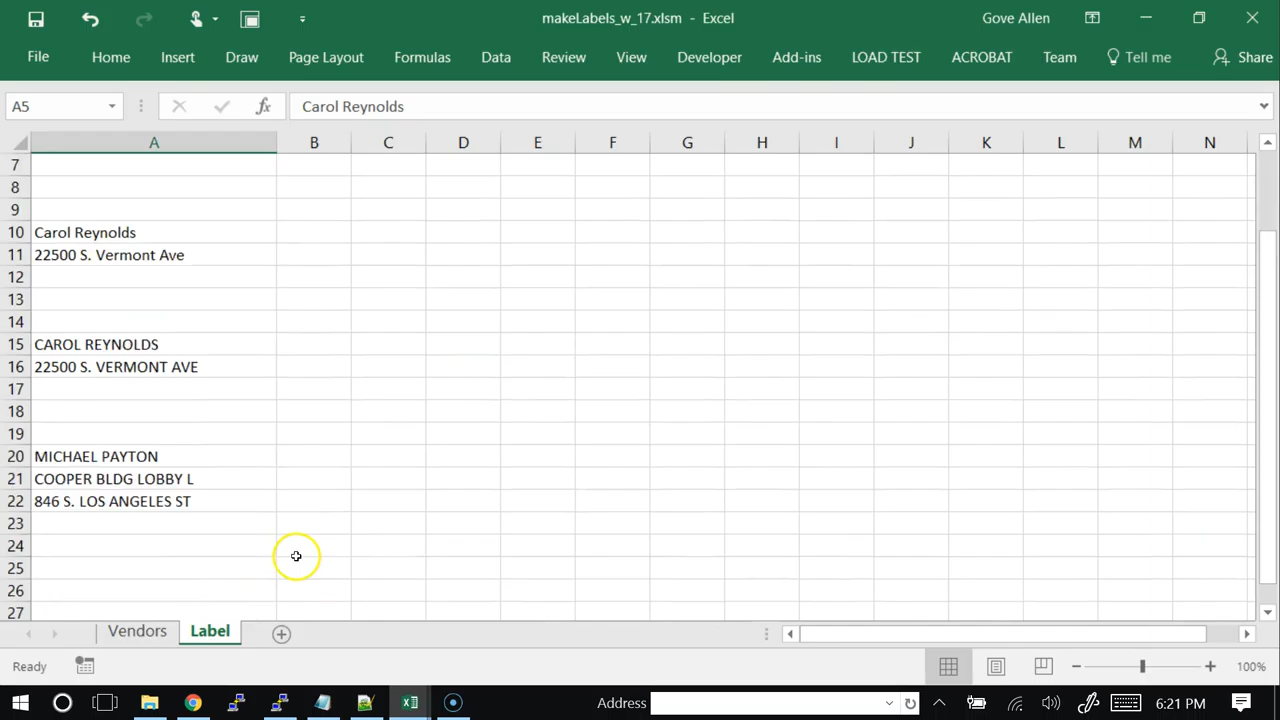 makeLabels_w_17.xlsm - Excel
Gove Allen
File Home Insert Draw Page Layout Formulas Data Review View Developer Add-ins LOAD TEST ACROBAT Team Tell me Share
A5 fx Carol Reynolds
A B C D E F G H I J K L M N
7
8
9
10 Carol Reynolds
11 22500 S. Vermont Ave
12
13
14
15 CAROL REYNOLDS
16 22500 S. VERMONT AVE
17
18
19
20 MICHAEL PAYTON
21 COOPER BLDG LOBBY L
22 846 S. LOS ANGELES ST
23
24
25
26
27
Vendors Label
Ready 100%
Address 6:21 PM